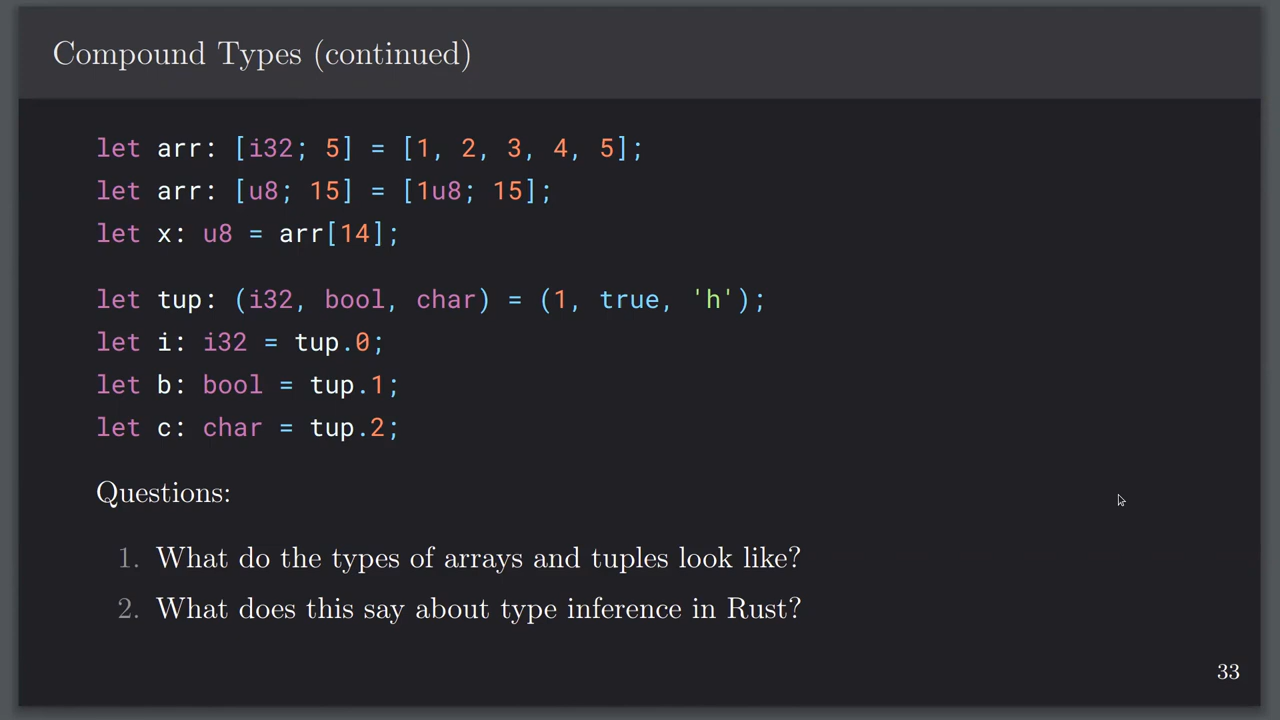 Compound Types (continued)
let arr: [i32; 5] = [1, 2, 3, 4, 5];
let arr: [u8; 15] = [1u8; 15];
let x: u8 = arr[14];
let tup: (i32, bool, char) = (1, true, 'h');
let i: i32 = tup.0;
let b: bool = tup.1;
let c: char = tup.2;
Questions:
1. What do the types of arrays and tuples look like?
2. What does this say about type inference in Rust?
33